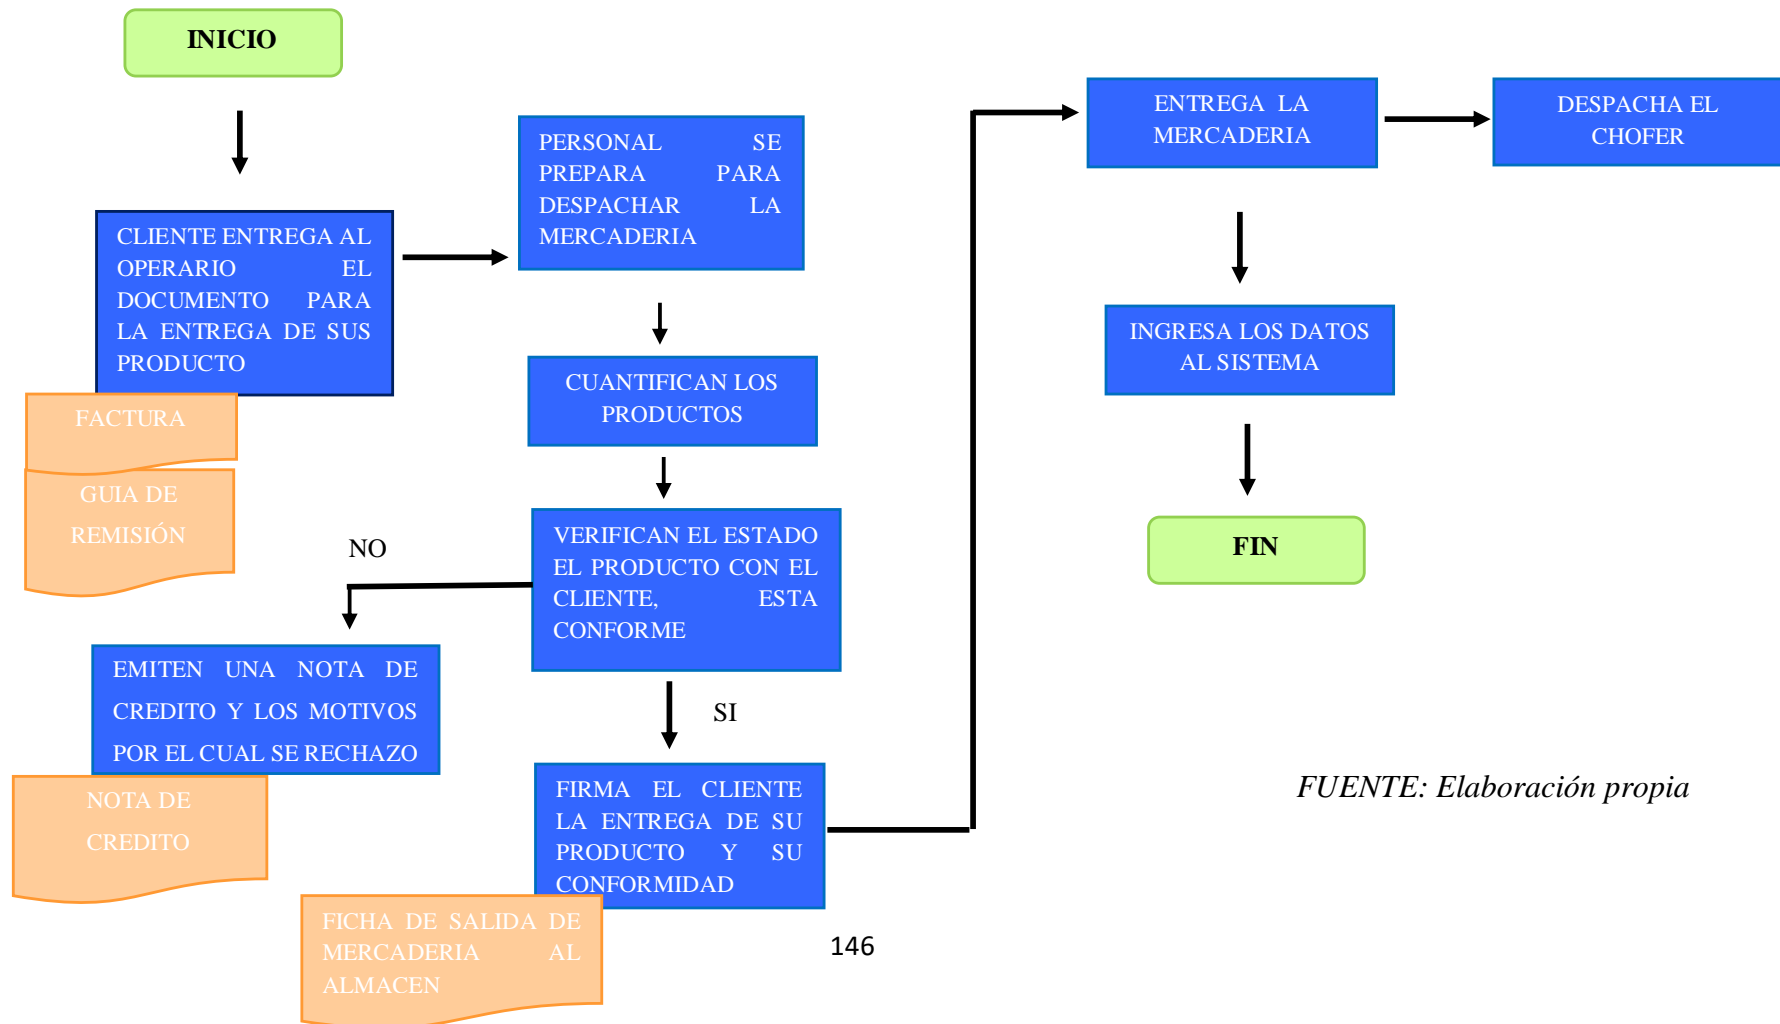 INICIO
CLIENTE ENTREGA AL
OPERARIO EL
DOCUMENTO PARA
LA ENTREGA DE SUS
PRODUCTO
FACTURA
GUIA DE
REMISIÓN
PERSONAL SE
PREPARA PARA
DESPACHAR LA
MERCADERIA
CUANTIFICAN LOS
PRODUCTOS
VERIFICAN EL ESTADO
EL PRODUCTO CON EL
CLIENTE, ESTA
CONFORME
NO
EMITEN UNA NOTA DE
CREDITO Y LOS MOTIVOS
POR EL CUAL SE RECHAZO
NOTA DE
CREDITO
SI
FIRMA EL CLIENTE
LA ENTREGA DE SU
PRODUCTO Y SU
CONFORMIDAD
FICHA DE SALIDA DE
MERCADERIA AL
ALMACEN
ENTREGA LA
MERCADERIA
DESPACHA EL
CHOFER
INGRESA LOS DATOS
AL SISTEMA
FIN
FUENTE: Elaboración propia
146